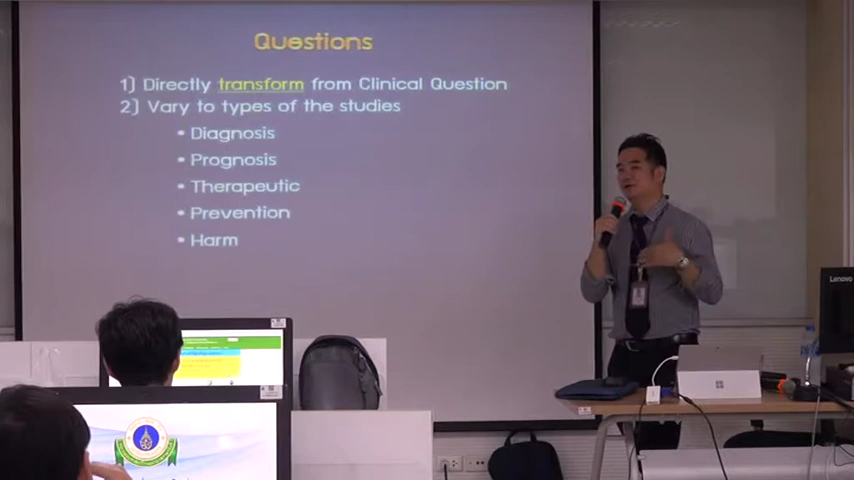 Questions
1) Directly transform from Clinical Question
2) Vary to types of the studies
• Diagnosis
• Prognosis
• Therapeutic
• Prevention
• Harm
Lenovo